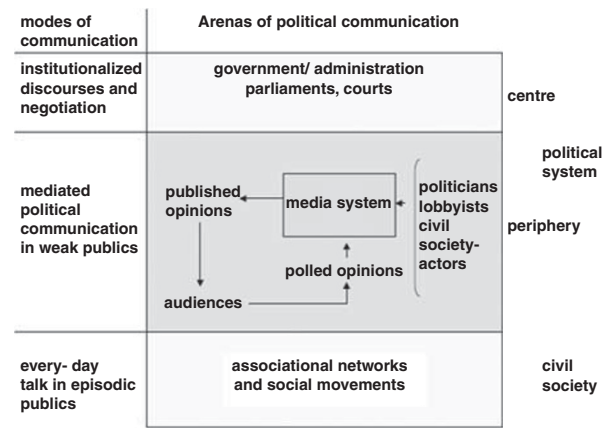 modes of
communication
Arenas of political communication
institutionalized
discourses and
negotiation
government/ administration
parliaments, courts
centre
political
system
mediated
political
communication
in weak publics
published
opinions
media system
politicians
lobbyists
civil
society-
actors
periphery
polled opinions
audiences
every- day
talk in episodic
publics
associational networks
and social movements
civil
society